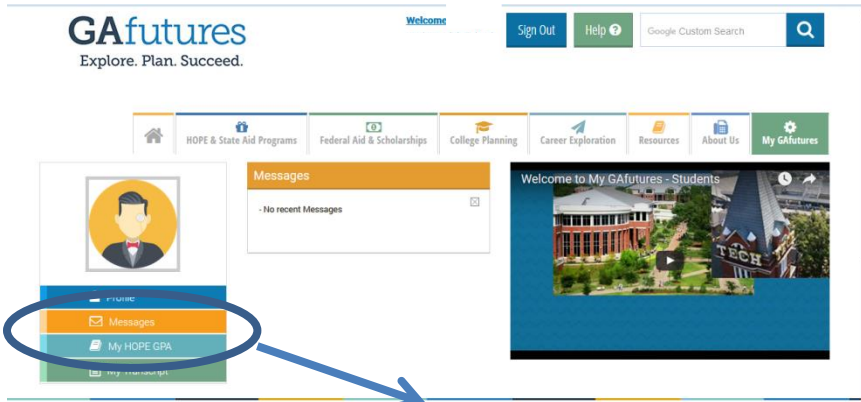 GAfutures
Explore. Plan. Succeed.
Welcome
Sign Out
Help
Google Custom Search
HOPE & State Aid Programs
Federal Aid & Scholarships
College Planning
Career Exploration
Resources
About Us
My GAfutures
Messages
- No recent Messages
Welcome to My GAfutures - Students
TECH
Profile
Messages
My HOPE GPA
My Transcript